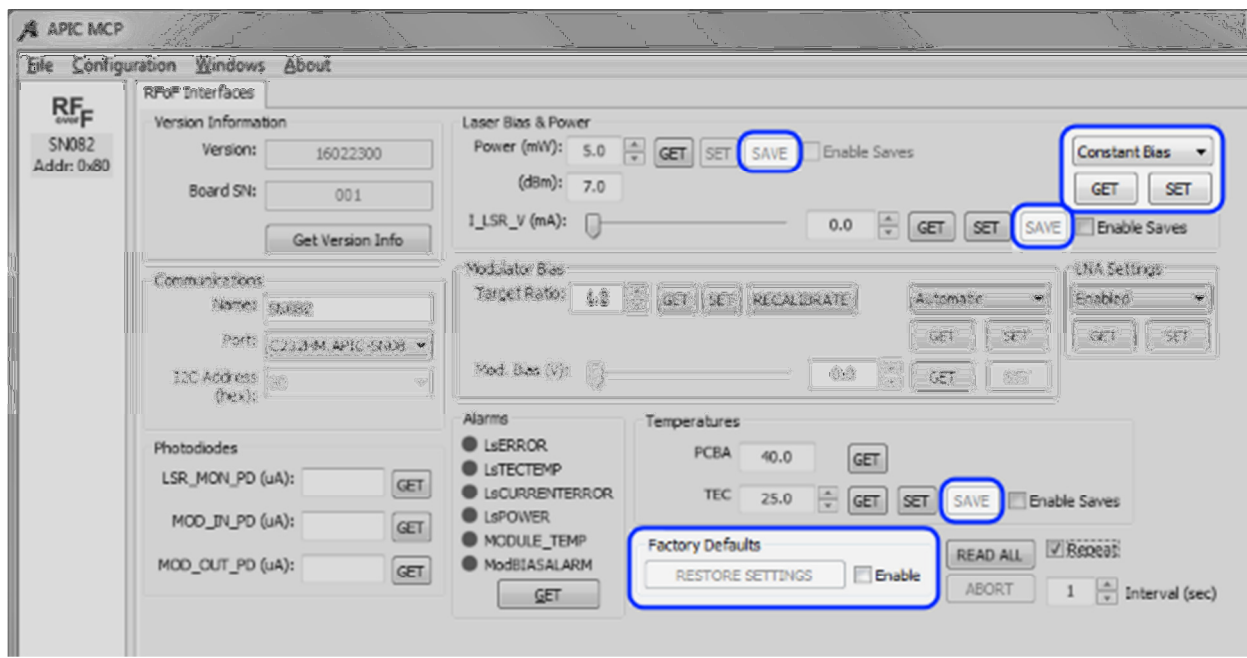 APIC MCP
File Configuration Windows About
RF over F
SN082
Addr: 0x80
RFoF Interfaces
Version Information
Version: 16022300
Board SN: 001
Get Version Info
Laser Bias & Power
Power (mW): 5.0 GET SET SAVE Enable Saves
(dBm): 7.0
Constant Bias
GET SET
I_LSR_V (mA): 0.0 GET SET SAVE Enable Saves
Communications
Name: SN082
Port: C232HM.APIC-SN08
I2C Address
(hex):
Modulator Bias
Target Ratio: GET SET RECALIBRATE
Automatic
GET SET
Mod. Bias (V): 0.0 GET SET
LNA Settings
Enabled
GET SET
Photodiodes
LSR_MON_PD (uA): GET
MOD_IN_PD (uA): GET
MOD_OUT_PD (uA): GET
Alarms
LsERROR
LsTECTEMP
LsCURRENTERROR
LsPOWER
MODULE_TEMP
ModBIASALARM
GET
Temperatures
PCBA 40.0 GET
TEC 25.0 GET SET SAVE Enable Saves
Factory Defaults
RESTORE SETTINGS Enable
READ ALL Repeat
ABORT 1 Interval (sec)